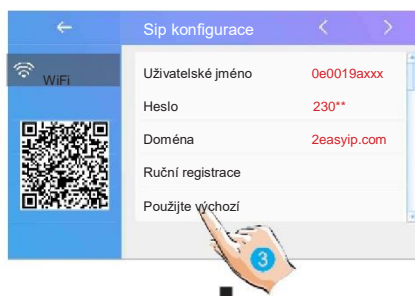 Sip konfigurace
WiFi
Uživatelské jméno 0e0019axxx
Heslo 230**
Doména 2easyip.com
Ruční registrace
Použijte výchozí
3